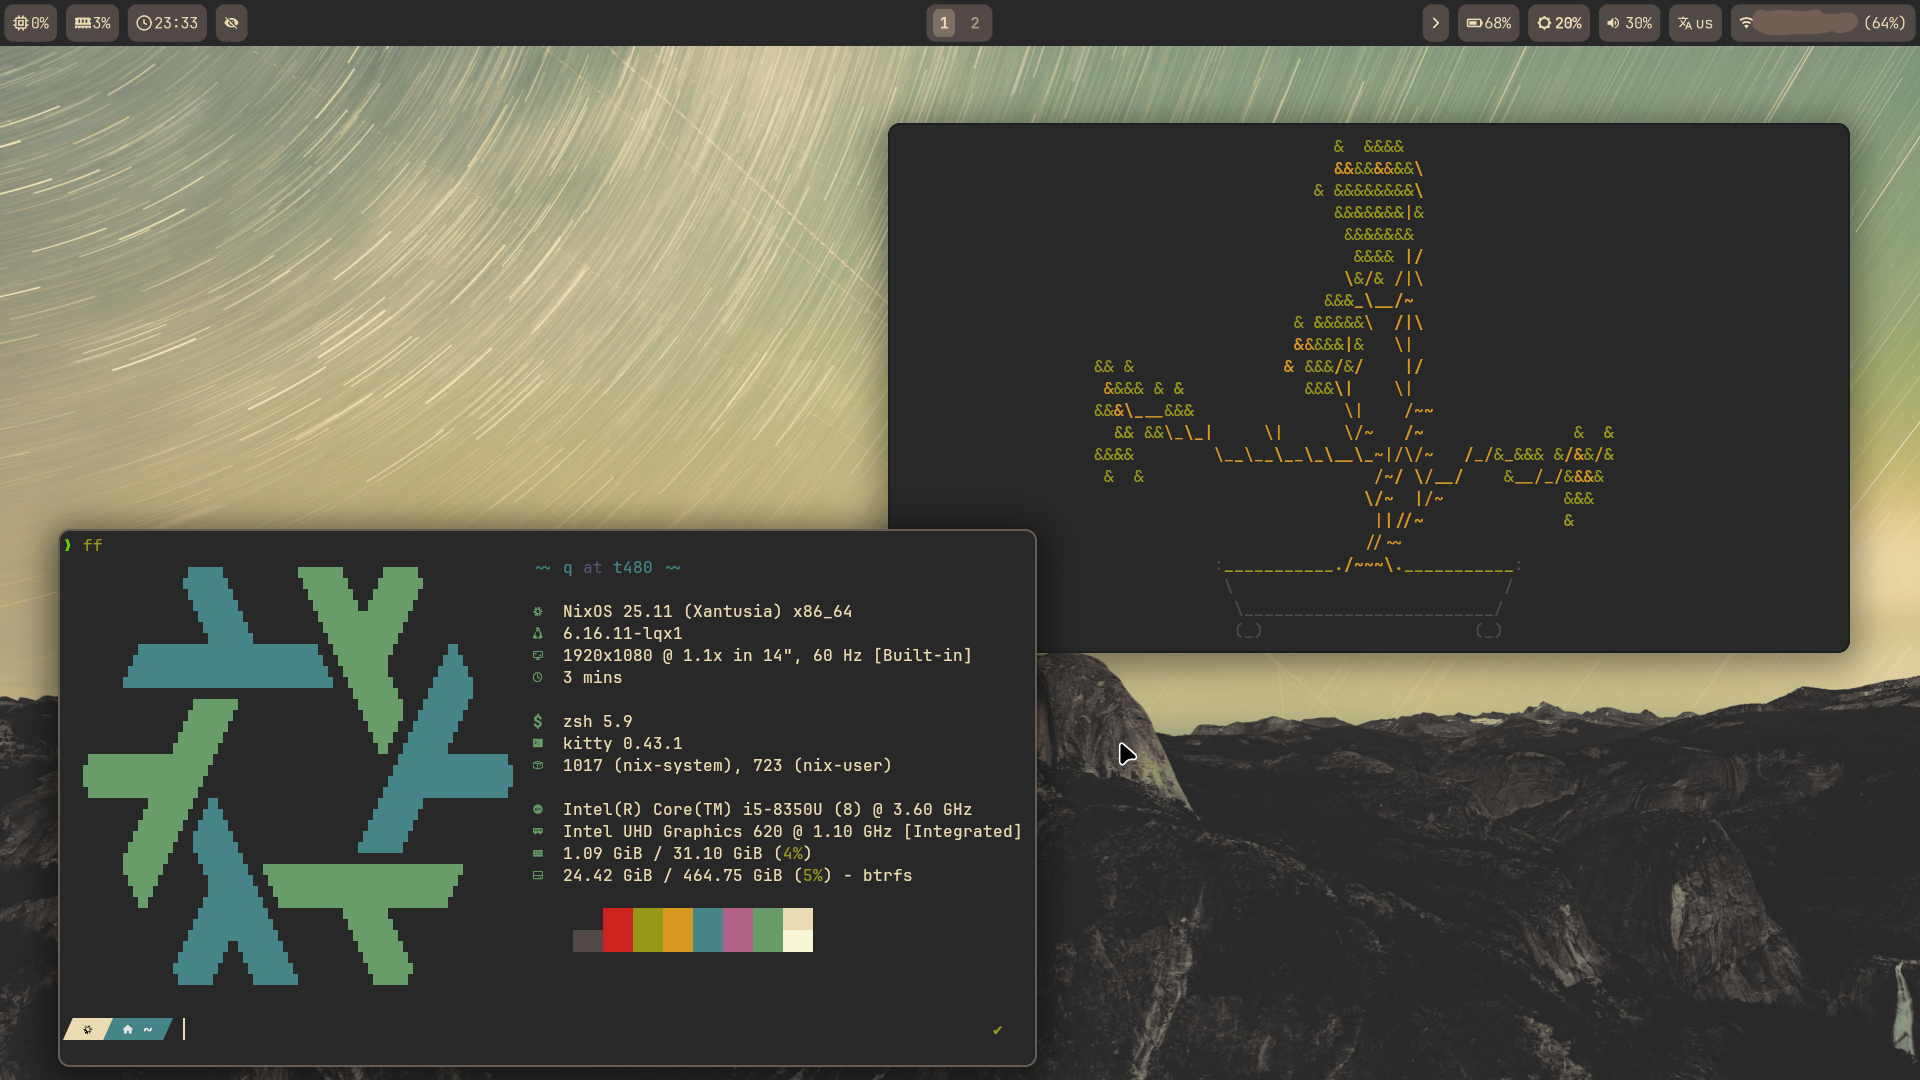 0% 3% 23:33 1 2 68% 20% 30% US (64%)
&  &&&&
&&&&&&&&\
& &&&&&&&&\
&&&&&&&|&
&&&&&&&
&&&& |/
\&/& /|\
&&&_\__/~
& &&&&&\  /|\
&&&&&|&   \|
&& &               & &&&/&/    |/
&&&& & &            &&&\|    \|
&&&\___&&&               \|    /~~
&& &&\_\_|     \|      \/~   /~               &  &
&&&&        \__\__\__\_\__\_~|/\/~   /_/&_&&& &/&&/&
&  &                       /~/ \/__/    &__/_/&&&&
\/~  |/~            &&&
||//~              &
// ~~
:___________./~~~\.___________:
\                           /
\_________________________/
(_)                     (_)
❫ ff
~~ q at t480 ~~
NixOS 25.11 (Xantusia) x86_64
6.16.11-lqx1
1920x1080 @ 1.1x in 14", 60 Hz [Built-in]
3 mins
$ zsh 5.9
kitty 0.43.1
1017 (nix-system), 723 (nix-user)
Intel(R) Core(TM) i5-8350U (8) @ 3.60 GHz
Intel UHD Graphics 620 @ 1.10 GHz [Integrated]
1.09 GiB / 31.10 GiB (4%)
24.42 GiB / 464.75 GiB (5%) - btrfs
~ ✔